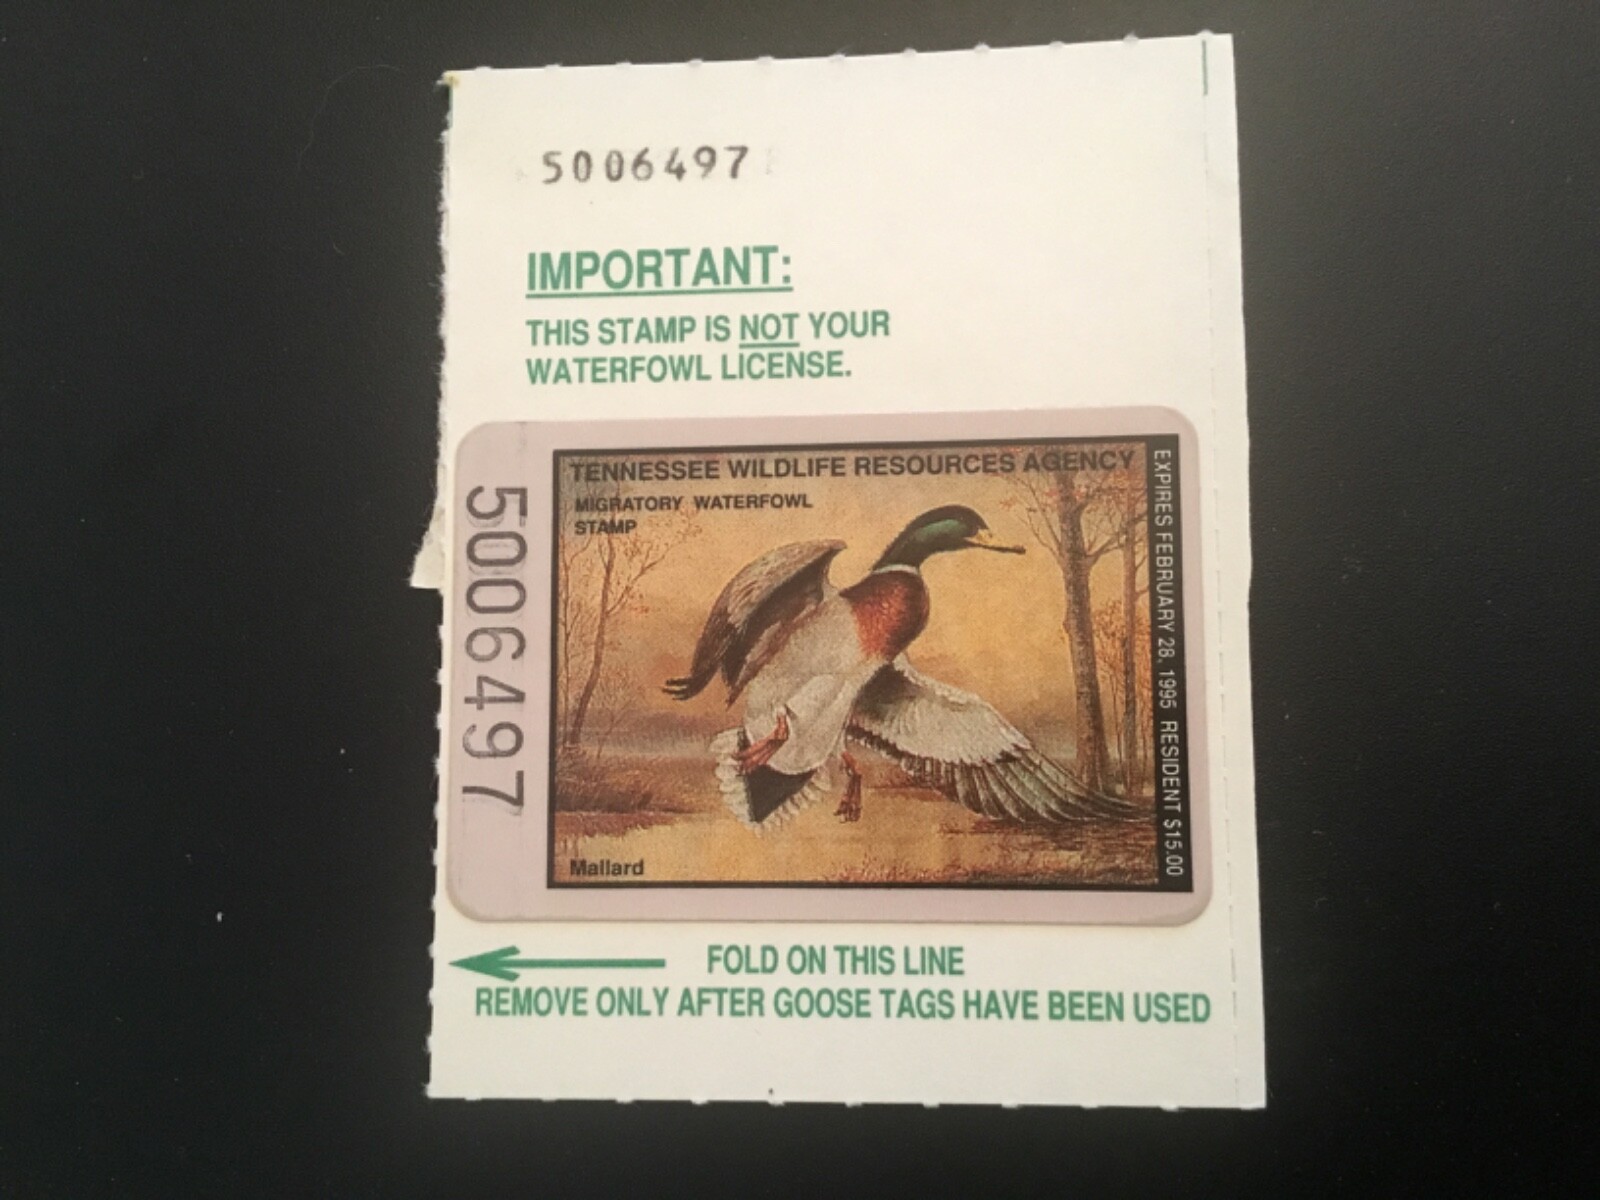 5006497
IMPORTANT:
THIS STAMP IS NOT YOUR
WATERFOWL LICENSE.
5006497
TENNESSEE WILDLIFE RESOURCES AGENCY
MIGRATORY WATERFOWL
STAMP
EXPIRES FEBRUARY 28, 1995 RESIDENT $15.00
Mallard
FOLD ON THIS LINE
REMOVE ONLY AFTER GOOSE TAGS HAVE BEEN USED